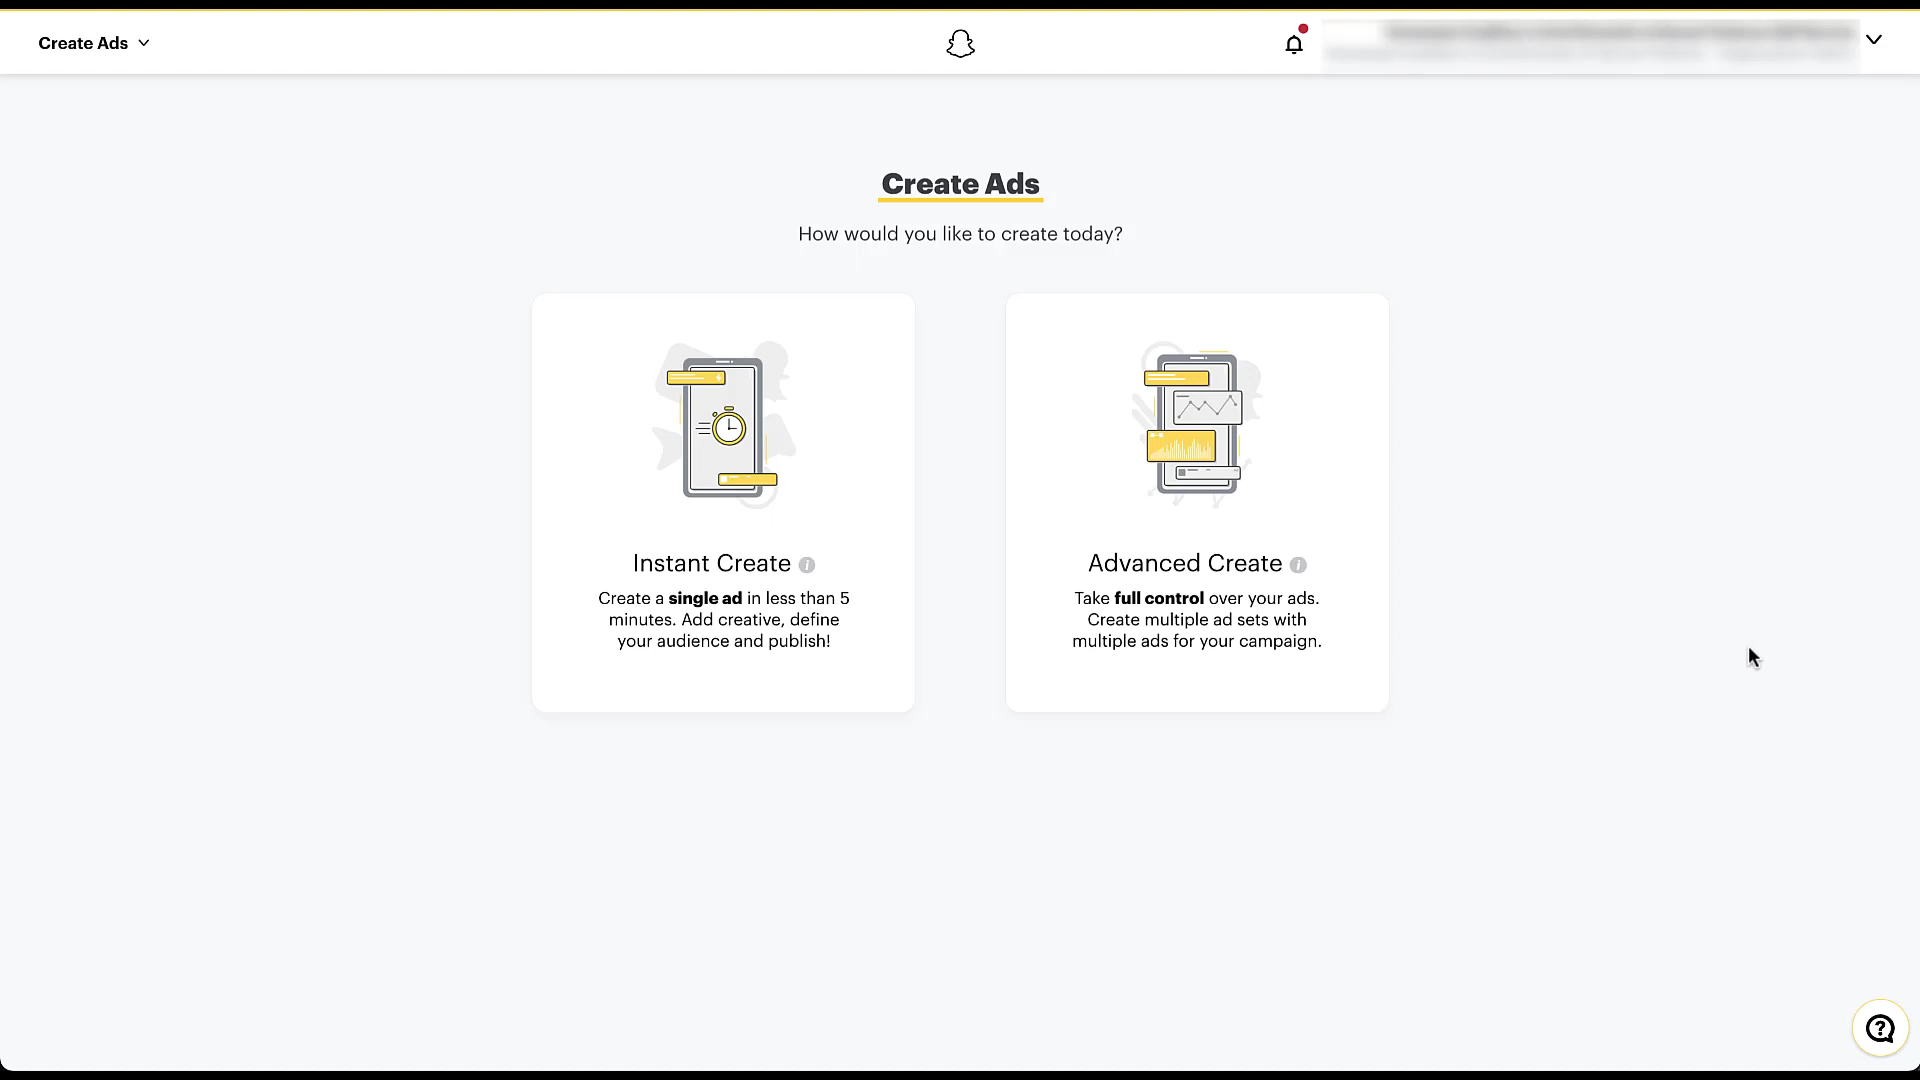 Create Ads
Create Ads
How would you like to create today?
Instant Create
Create a single ad in less than 5
minutes. Add creative, define
your audience and publish!
Advanced Create
Take full control over your ads.
Create multiple ad sets with
multiple ads for your campaign.